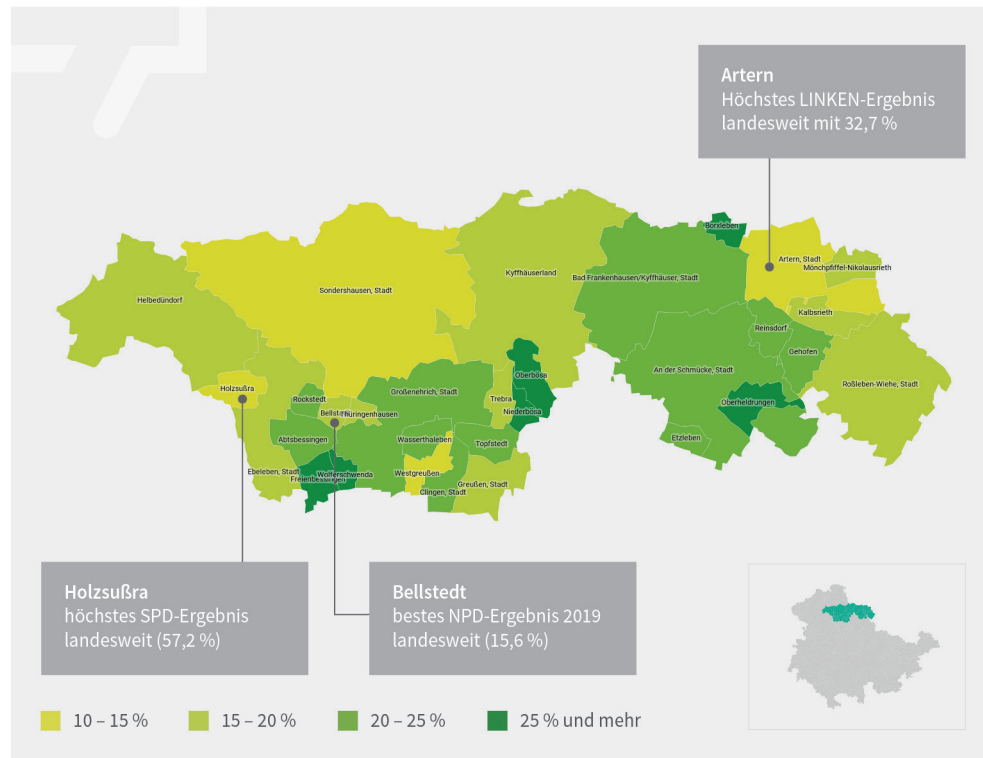 Artern
Höchstes LINKEN-Ergebnis
landesweit mit 32,7 %
Borxleben
Artern, Stadt
Mönchpfiffel-Nikolausrieth
Kyffhäuserland
Bad Frankenhausen/Kyffhäuser, Stadt
Sondershausen, Stadt
Helbedündorf
Kalbsrieth
Reinsdorf
Gehofen
An der Schmücke, Stadt
Roßleben-Wiehe, Stadt
Oberbösa
Holzsußra
Großenehrich, Stadt
Rockstedt
Trebra
Oberheldrungen
Niederbösa
Bellstedt
Thüringenhausen
Abtsbessingen
Wasserthaleben
Topfstedt
Etzleben
Ebeleben, Stadt
Wolferschwenda
Freienbessingen
Westgreußen
Greußen, Stadt
Clingen, Stadt
Holzsußra
höchstes SPD-Ergebnis
landesweit (57,2 %)
Bellstedt
bestes NPD-Ergebnis 2019
landesweit (15,6 %)
10 – 15 %
15 – 20 %
20 – 25 %
25 % und mehr